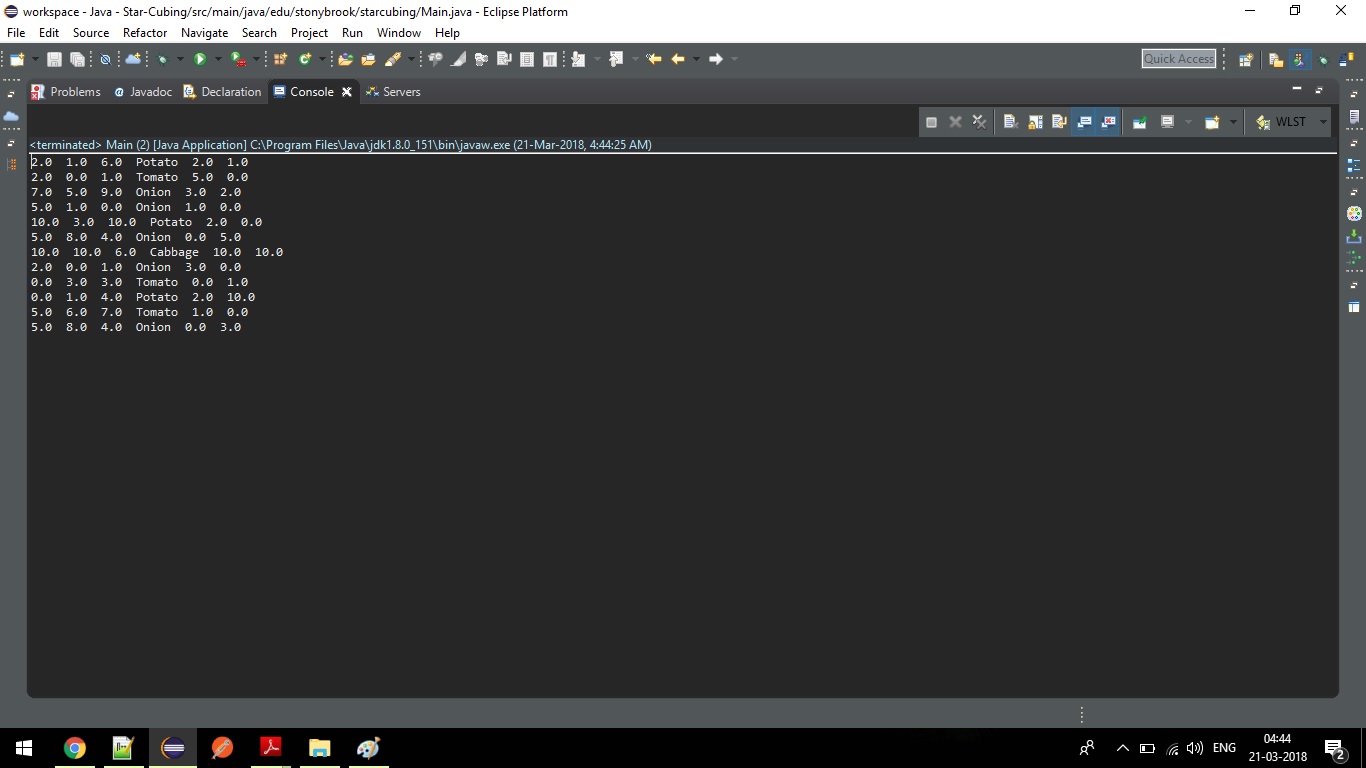 workspace - Java - Star-Cubing/src/main/java/edu/stonybrook/starcubing/Main.java - Eclipse Platform
File Edit Source Refactor Navigate Search Project Run Window Help
Quick Access
Problems @ Javadoc Declaration Console Servers
WLST
<terminated> Main (2) [Java Application] C:\Program Files\Java\jdk1.8.0_151\bin\javaw.exe (21-Mar-2018, 4:44:25 AM)
2.0 1.0 6.0 Potato 2.0 1.0
2.0 0.0 1.0 Tomato 5.0 0.0
7.0 5.0 9.0 Onion 3.0 2.0
5.0 1.0 0.0 Onion 1.0 0.0
10.0 3.0 10.0 Potato 2.0 0.0
5.0 8.0 4.0 Onion 0.0 5.0
10.0 10.0 6.0 Cabbage 10.0 10.0
2.0 0.0 1.0 Onion 3.0 0.0
0.0 3.0 3.0 Tomato 0.0 1.0
0.0 1.0 4.0 Potato 2.0 10.0
5.0 6.0 7.0 Tomato 1.0 0.0
5.0 8.0 4.0 Onion 0.0 3.0
ENG
04:44
21-03-2018
2